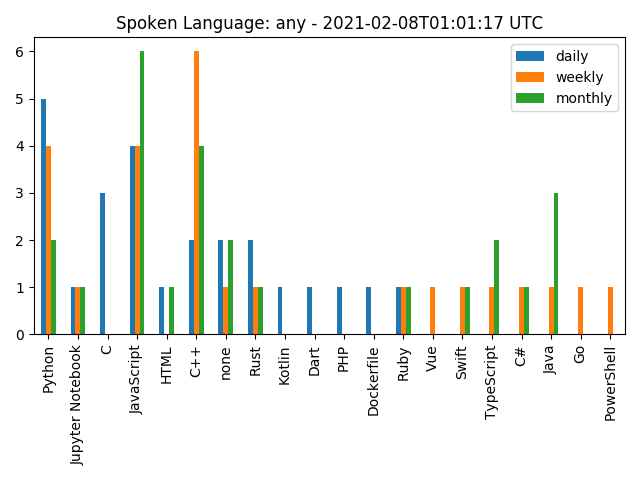 Spoken Language: any - 2021-02-08T01:01:17 UTC
daily
weekly
monthly
6
5
4
3
2
1
0
Python
Jupyter Notebook
C
JavaScript
HTML
C++
none
Rust
Kotlin
Dart
PHP
Dockerfile
Ruby
Vue
Swift
TypeScript
C#
Java
Go
PowerShell